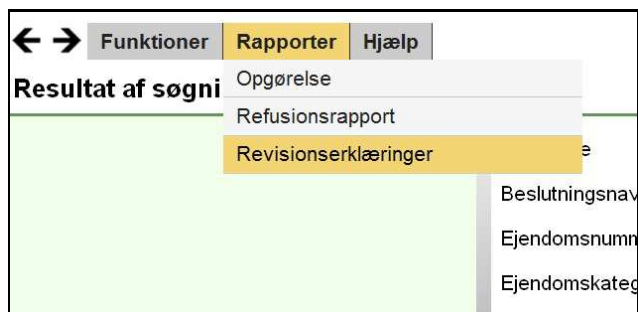 Funktioner Rapporter Hjælp
Resultat af søgni
Opgørelse
Refusionsrapport
Revisionserklæringer
e
Beslutningsnav
Ejendomsnumm
Ejendomskateg